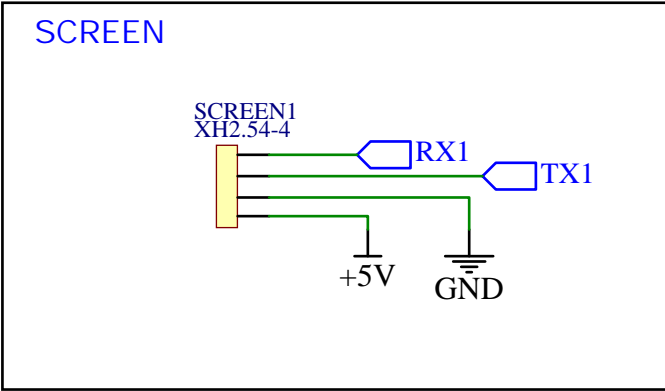 SCREEN
SCREEN1
XH2.54-4
RX1
TX1
+5V
GND